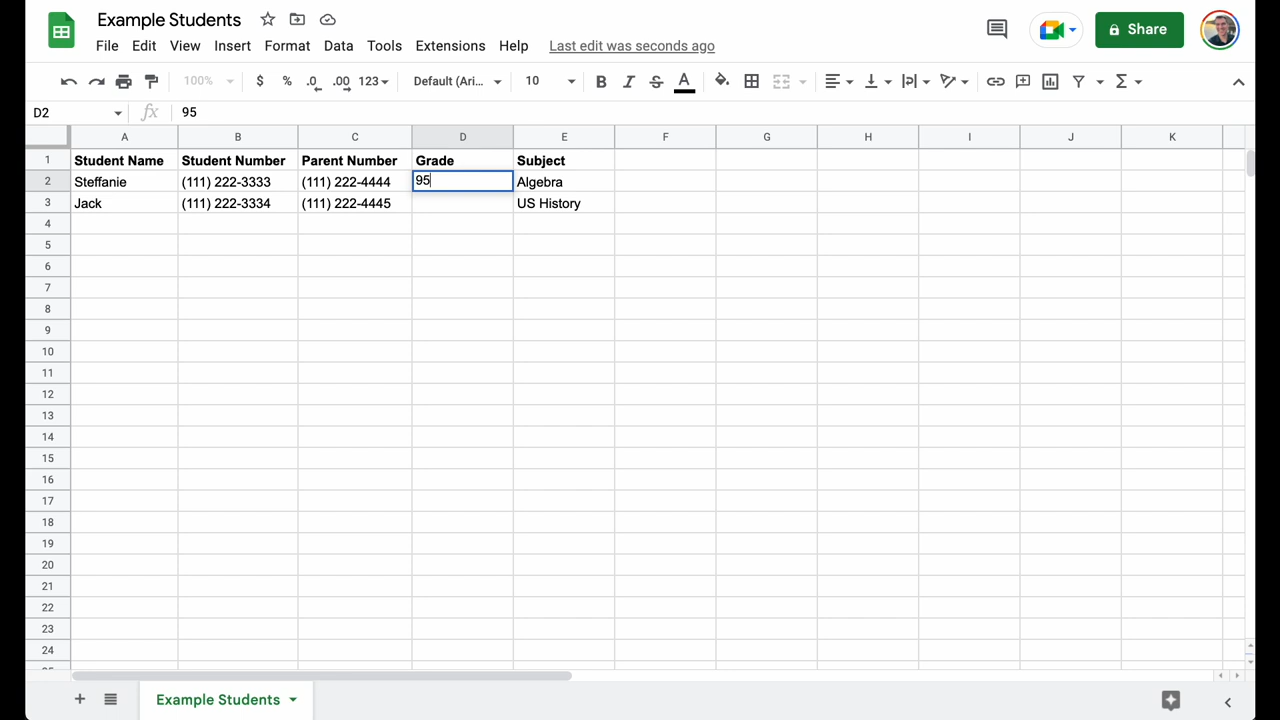 Example Students
File Edit View Insert Format Data Tools Extensions Help Last edit was seconds ago
Share
100% $ % .0 .00 123 Default (Ari... 10 B I S A
D2 fx 95
A B C D E F G H I J K
1 Student Name Student Number Parent Number Grade Subject
2 Steffanie (111) 222-3333 (111) 222-4444 95 Algebra
3 Jack (111) 222-3334 (111) 222-4445 US History
4
5
6
7
8
9
10
11
12
13
14
15
16
17
18
19
20
21
22
23
24
Example Students